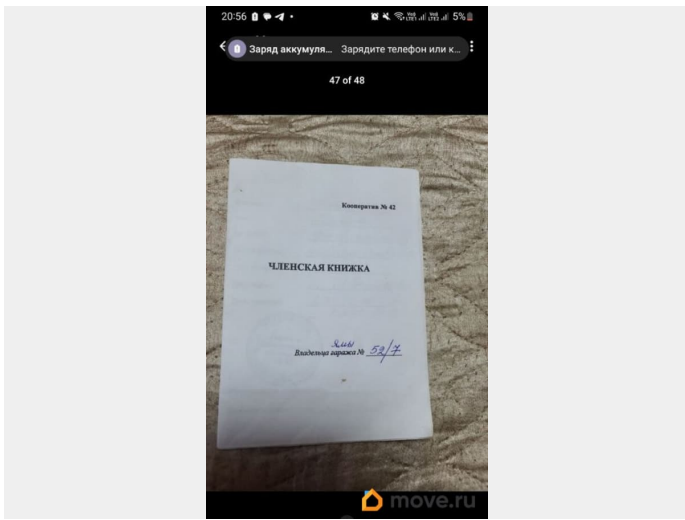 20:56
5%
Заряд аккумуля... Зарядите телефон или к...
47 of 48
Кооператив № 42
ЧЛЕНСКАЯ КНИЖКА
ямы
Владельца гаража № 52/7
move.ru